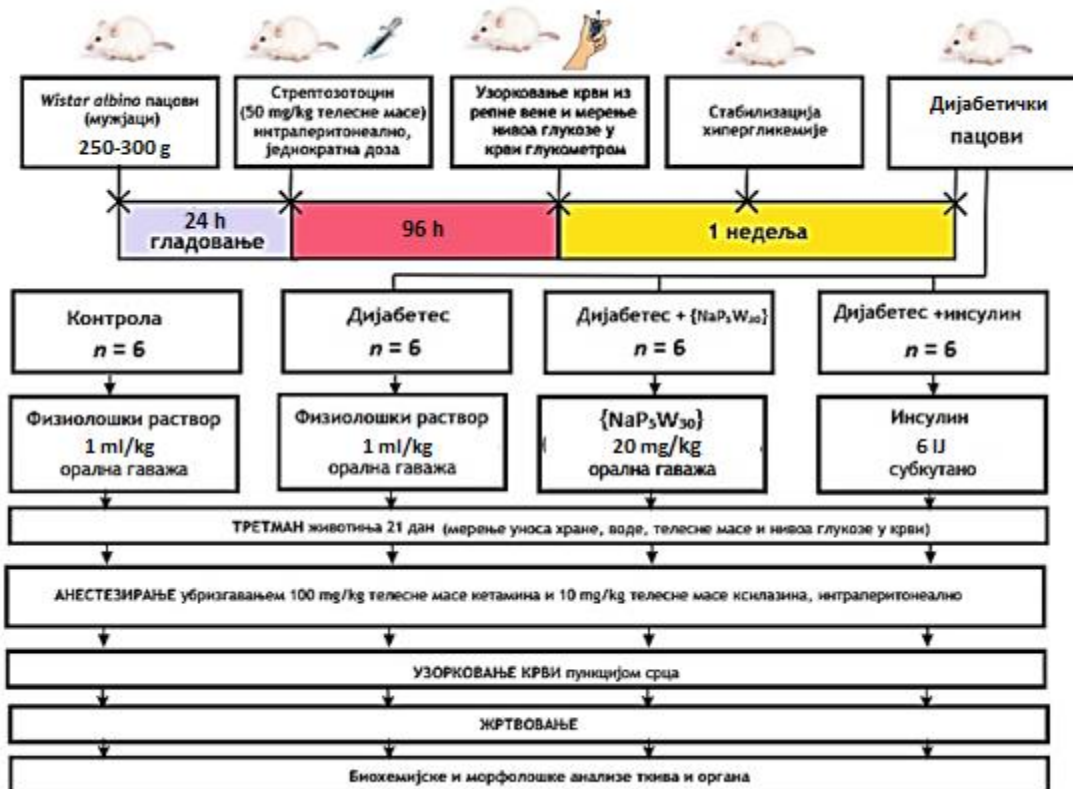 Wistar albino пацови
(мужјаци)
250-300 g
Стрептозотоцин
(50 mg/kg телесне масе)
интраперитонеално,
једнократна доза
Узорковање крви из
репне вене и мерење
нивоа глукозе у
крви глукометром
Стабилизација
хипергликемије
Дијабетички
пацови
24 h
гладовање
96 h
1 недеља
Контрола
n = 6
Дијабетес
n = 6
Дијабетес + {NaP₅W₃₀}
n = 6
Дијабетес +инсулин
n = 6
Физиолошки раствор
1 ml/kg
орална гаважа
Физиолошки раствор
1 ml/kg
орална гаважа
{NaP₅W₃₀}
20 mg/kg
орална гаважа
Инсулин
6 IJ
субкутано
ТРЕТМАН животиња 21 дан (мерење уноса хране, воде, телесне масе и нивоа глукозе у крви)
АНЕСТЕЗИРАЊЕ убризгавањем 100 mg/kg телесне масе кетамина и 10 mg/kg телесне масе ксилазина, интраперитонеално
УЗОРКОВАЊЕ КРВИ пункцијом срца
ЖРТВОВАЊЕ
Биохемијске и морфолошке анализе ткива и органа